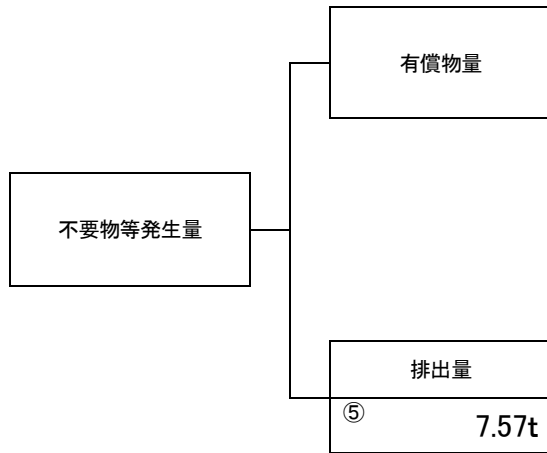 有償物量
不要物等発生量
排出量
⑤
7.57t